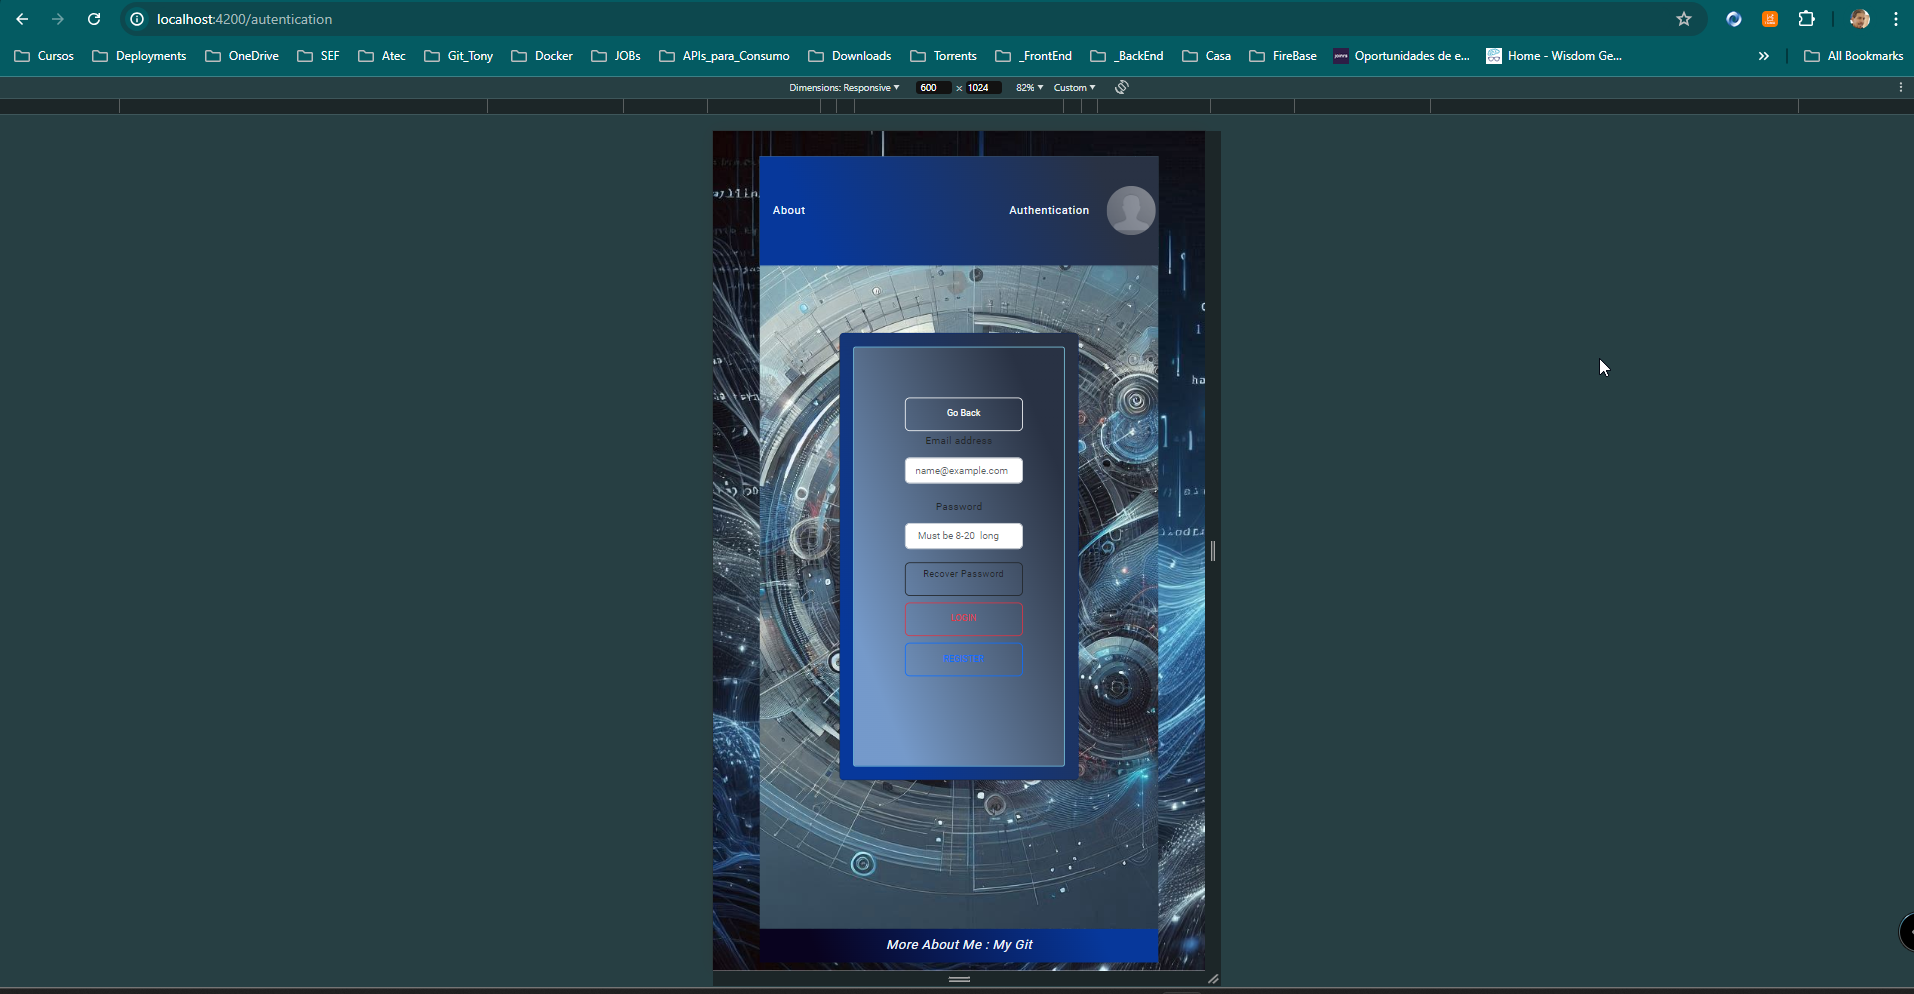 localhost:4200/autentication
Cursos Deployments OneDrive SEF Atec Git_Tony Docker JOBs APIs_para_Consumo Downloads Torrents _FrontEnd _BackEnd Casa FireBase Oportunidades de e... Home - Wisdom Ge... » All Bookmarks
Dimensions: Responsive 600 × 1024 82% Custom
About Authentication
Go Back
Email address
name@example.com
Password
Must be 8-20 long
Recover Password
LOGIN
REGISTER
More About Me : My Git